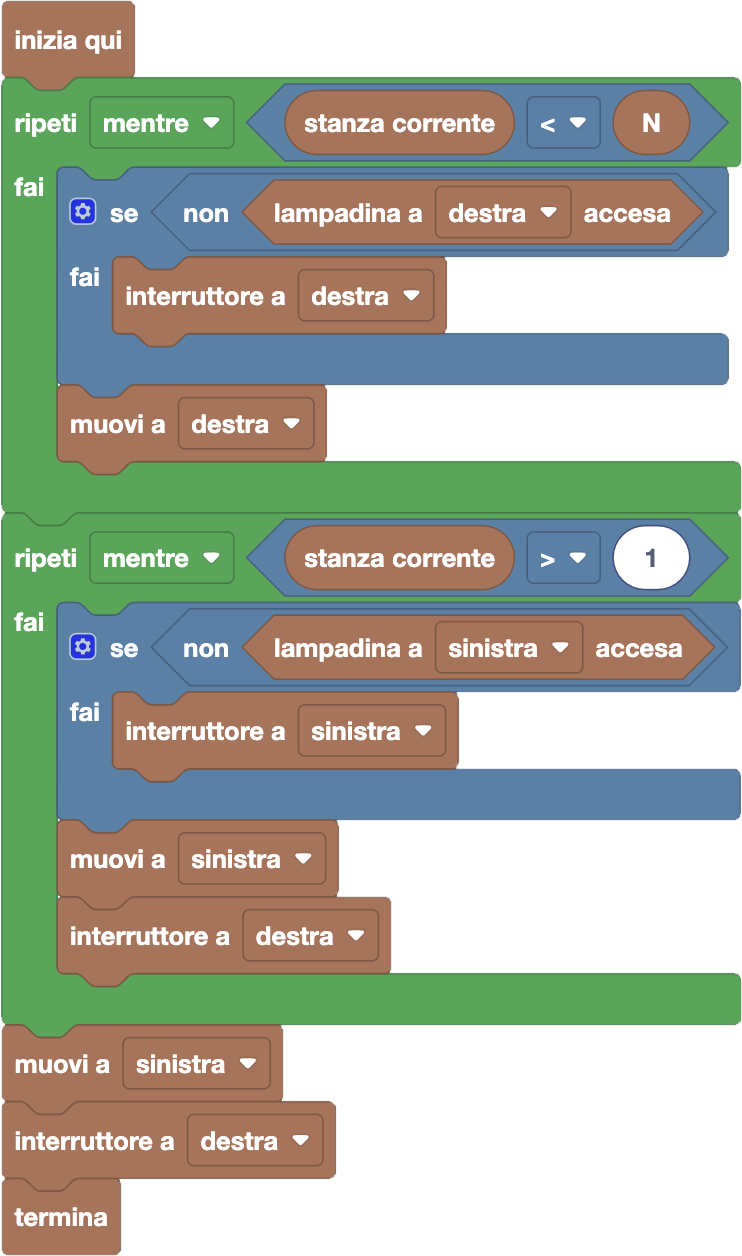 inizia qui
ripeti mentre stanza corrente < N
fai
se non lampadina a destra accesa
fai
interruttore a destra
muovi a destra
ripeti mentre stanza corrente > 1
fai
se non lampadina a sinistra accesa
fai
interruttore a sinistra
muovi a sinistra
interruttore a destra
muovi a sinistra
interruttore a destra
termina